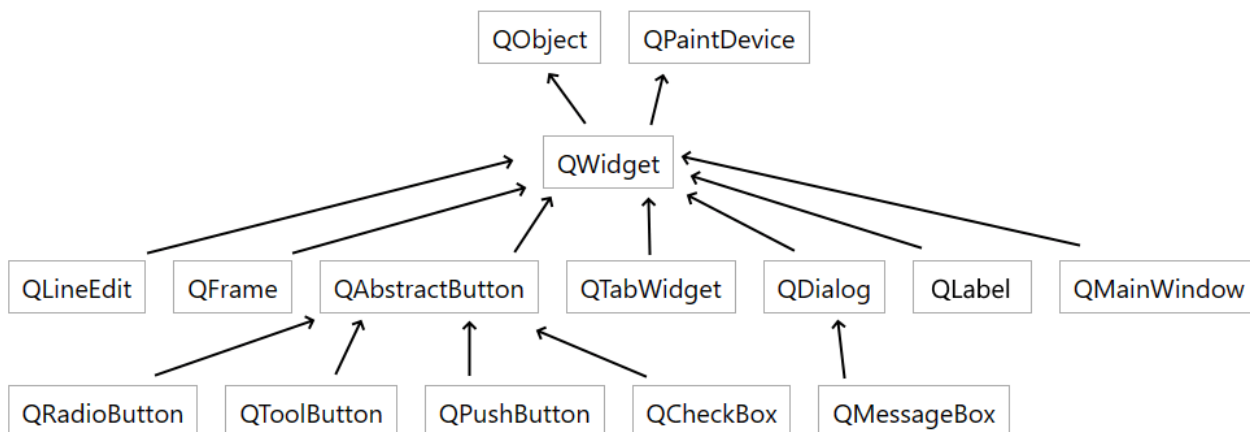 QObject QPaintDevice
QWidget
QLineEdit QFrame QAbstractButton QTabWidget QDialog QLabel QMainWindow
QRadioButton QToolButton QPushButton QCheckBox QMessageBox